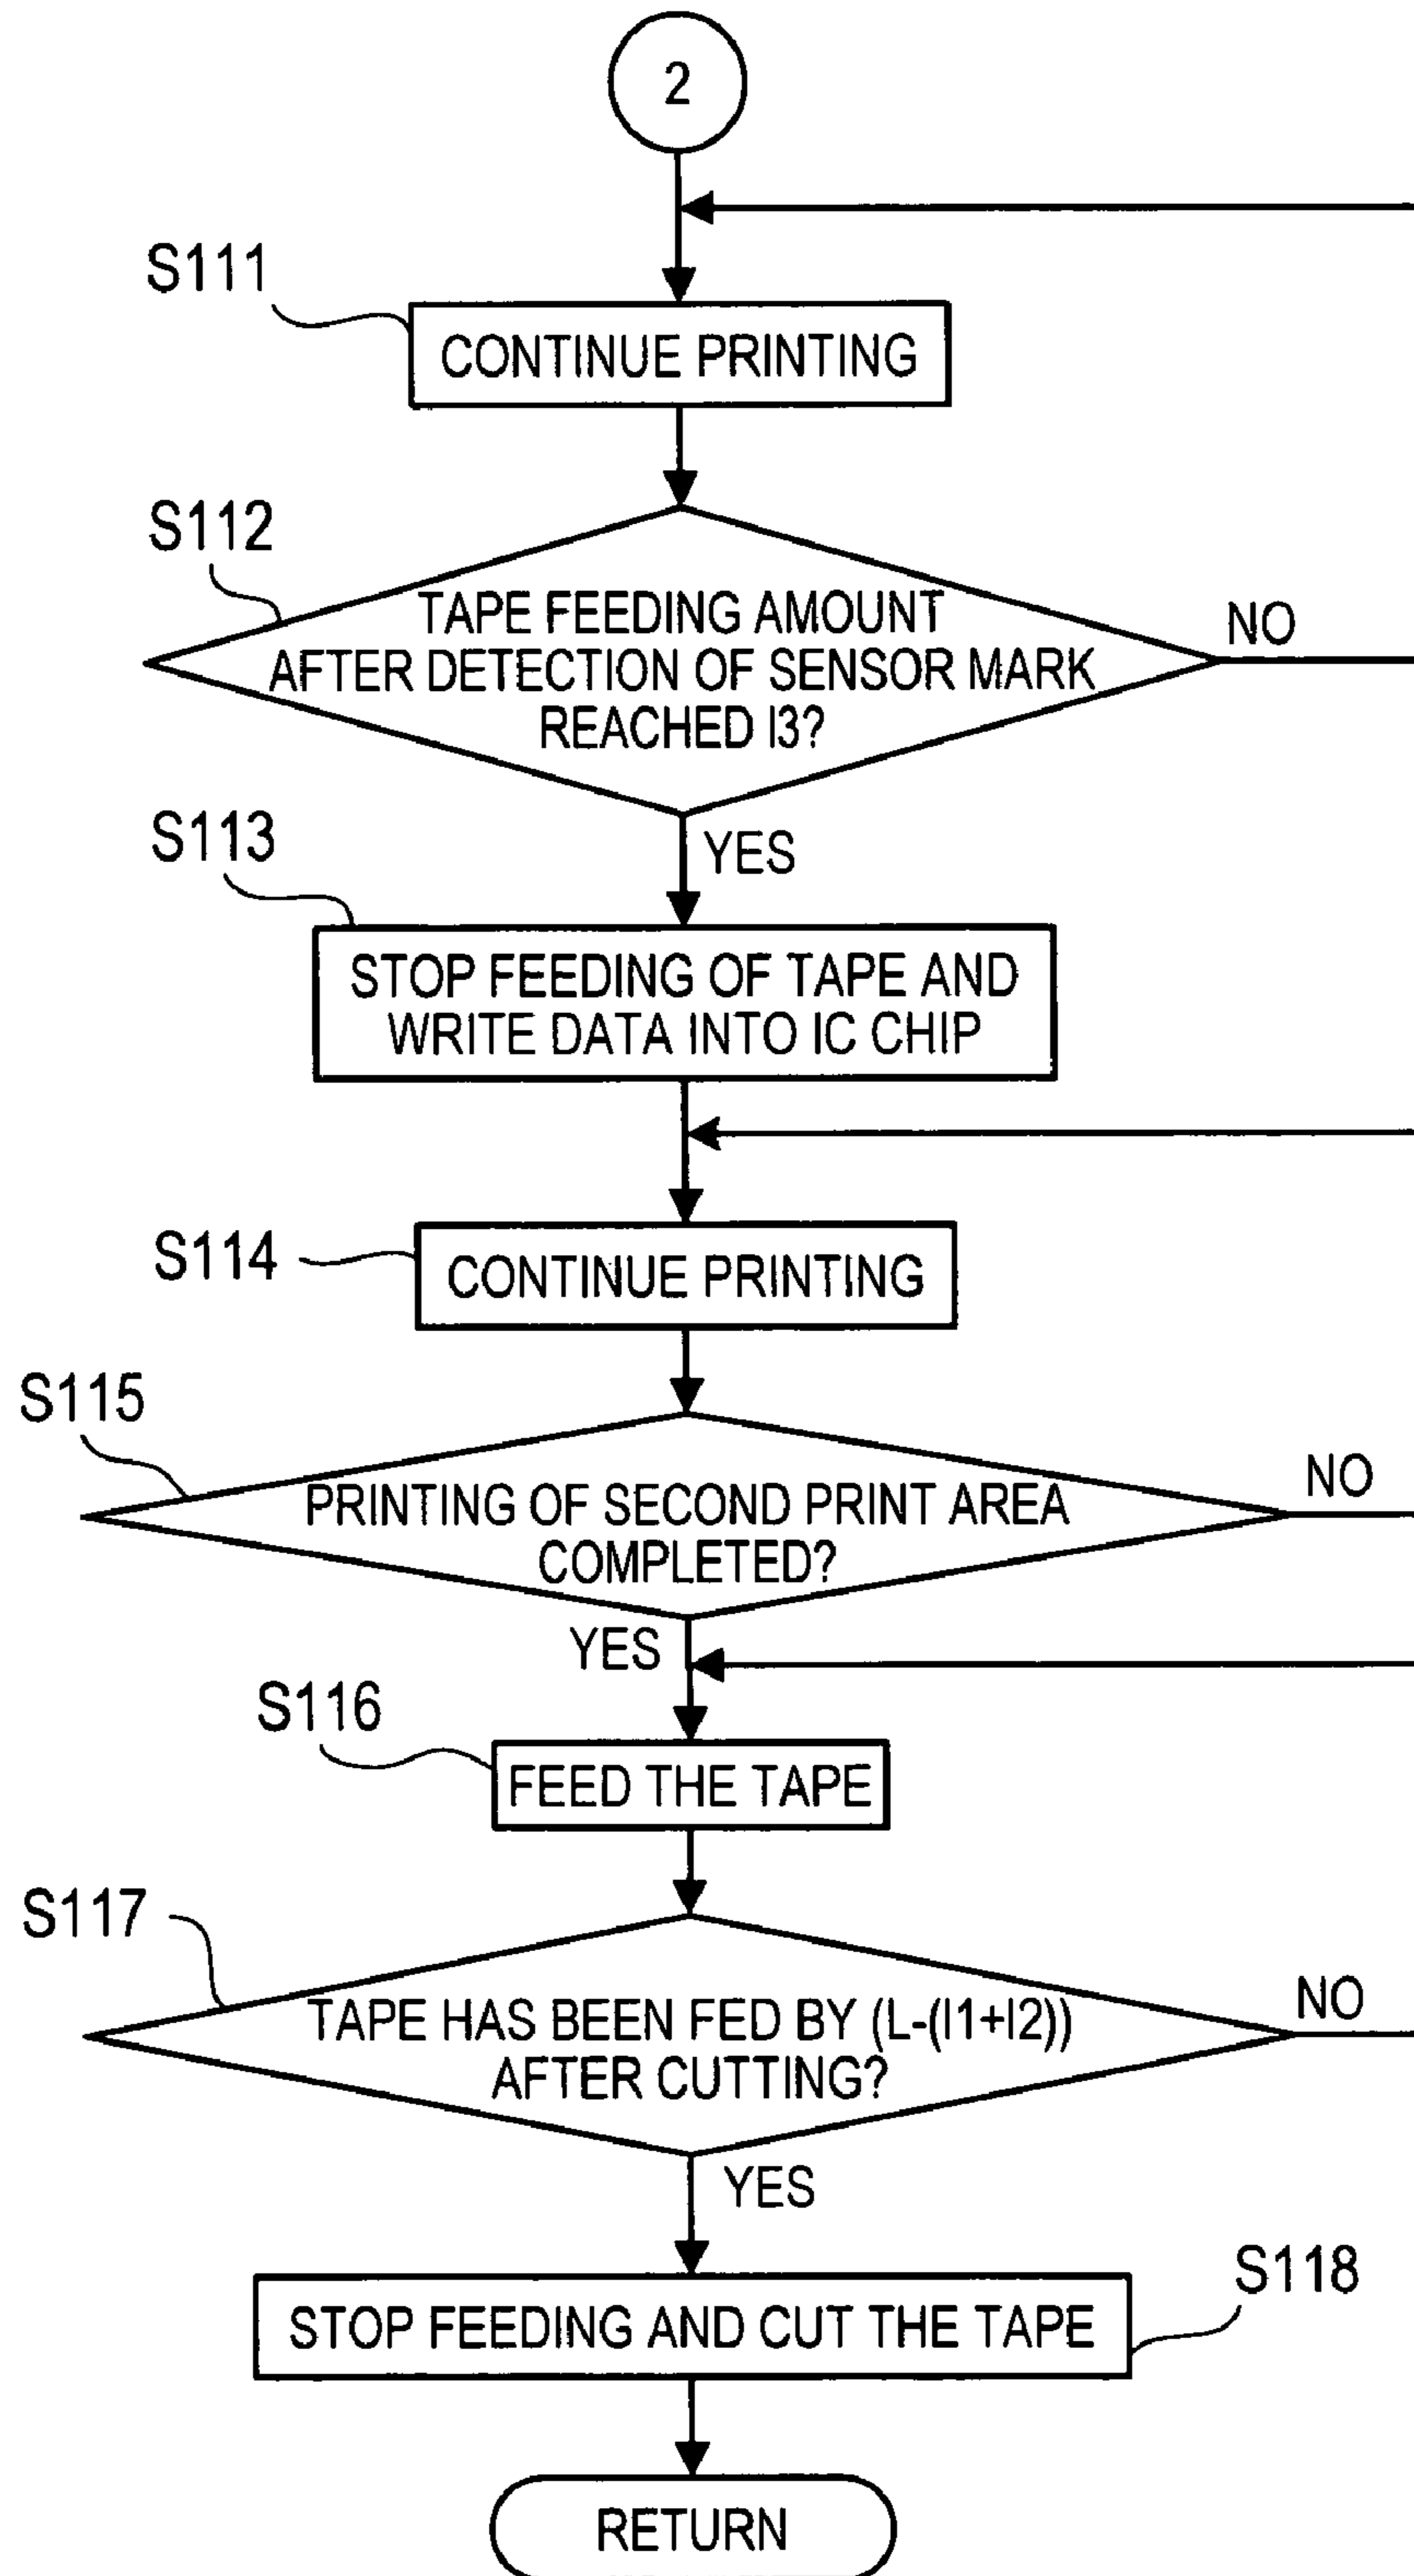 2
S111
CONTINUE PRINTING
S112
TAPE FEEDING AMOUNT
AFTER DETECTION OF SENSOR MARK
REACHED l3?
NO
YES
S113
STOP FEEDING OF TAPE AND
WRITE DATA INTO IC CHIP
S114
CONTINUE PRINTING
S115
PRINTING OF SECOND PRINT AREA
COMPLETED?
NO
YES
S116
FEED THE TAPE
S117
TAPE HAS BEEN FED BY (L-(l1+l2))
AFTER CUTTING?
NO
YES
S118
STOP FEEDING AND CUT THE TAPE
RETURN